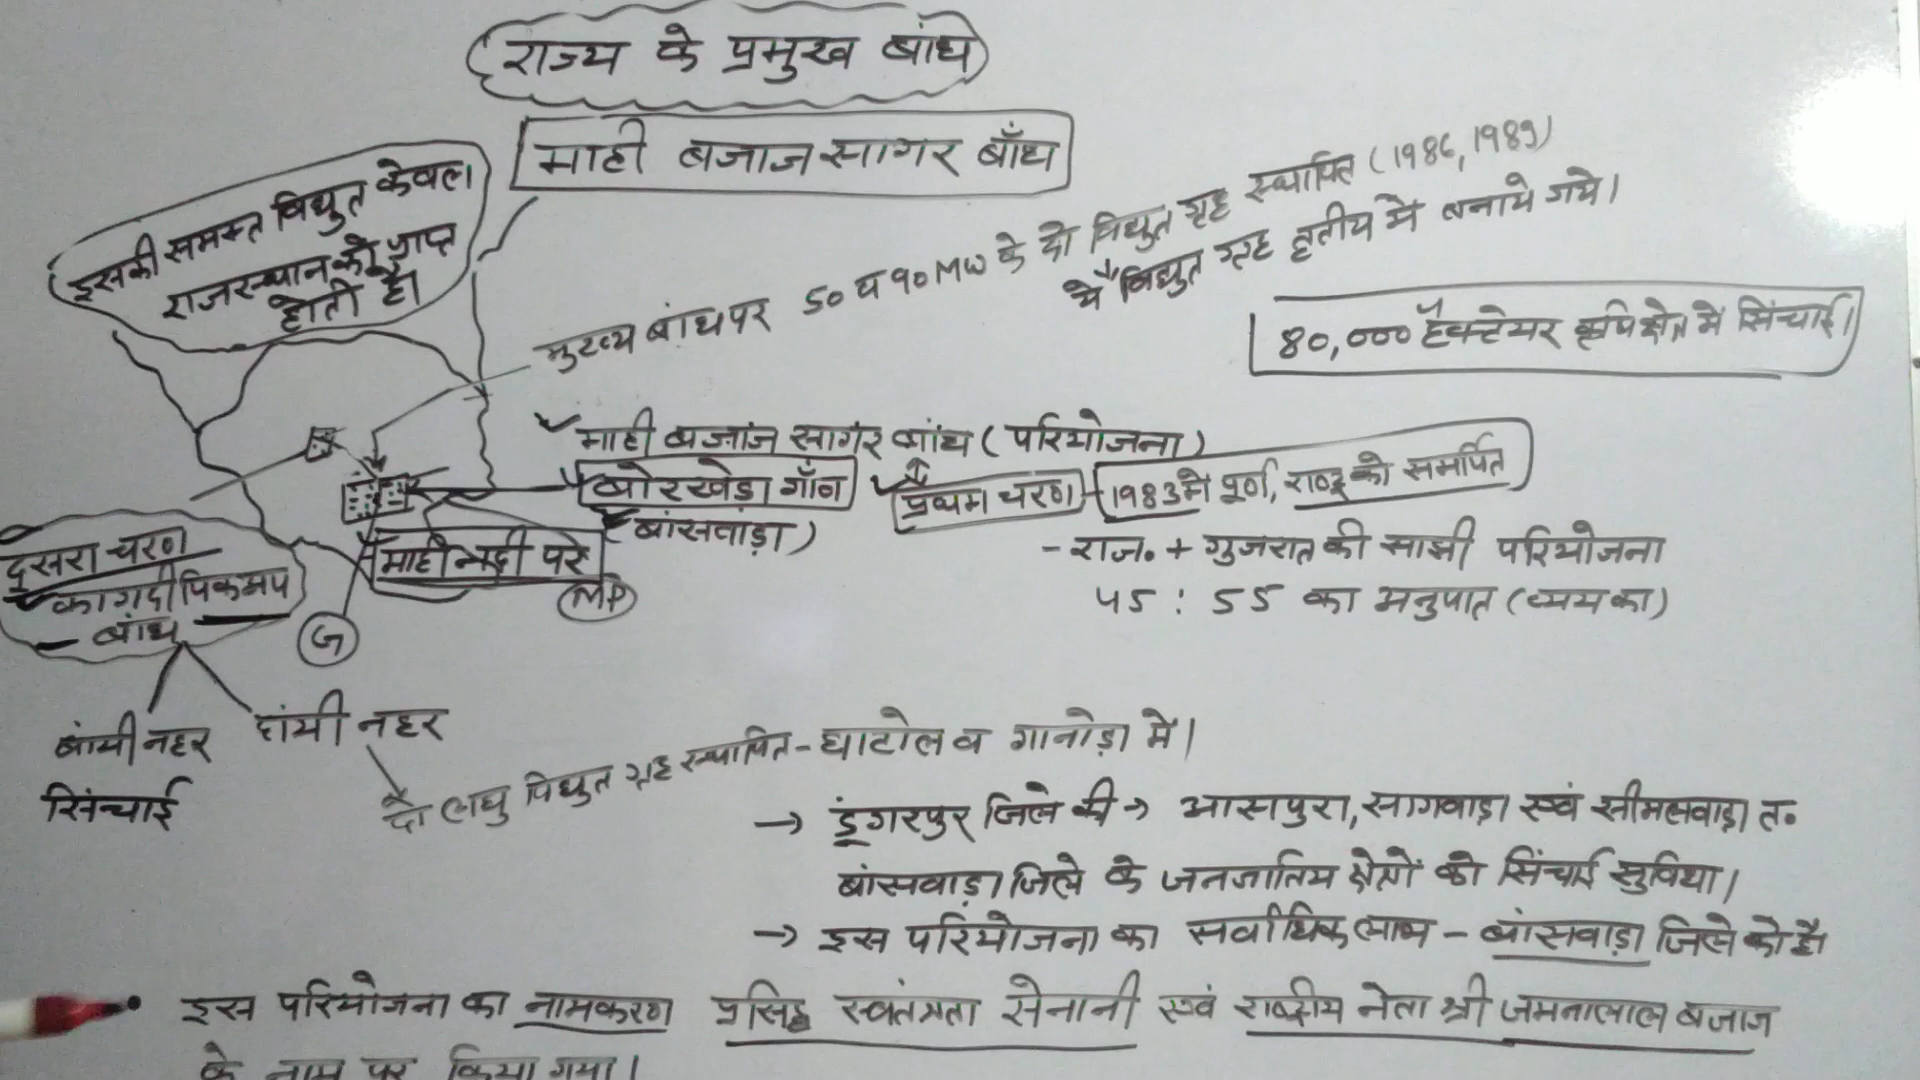 राज्य के प्रमुख बांध
माही बजाज सागर बाँध
इसकी समस्त विद्युत केवल
राजस्थान को प्राप्त
होती है।
मुख्य बांध पर 50 व 90 MW के दो विद्युत गृह स्थापित (1986, 1989)
ये विद्युत गृह तृतीय में बनाये गये।
80,000 हैक्टेयर कृषि क्षेत्र में सिंचाई।
माही बजाज सागर बांध (परियोजना)
बोरखेड़ा गाँव
प्रथम चरण - 1983 में पूर्ण, राष्ट्र को समर्पित
बांसवाड़ा)
माही नदी पर
MP
G
- राज. + गुजरात की साझी परियोजना
45 : 55 का अनुपात (व्यय का)
दूसरा चरण
कागदी पिकअप
बांध
बांयी नहर दांयी नहर
सिंचाई
दो लघु विद्युत गृह स्थापित - घाटोल व गानोड़ा में।
→ डूंगरपुर जिले की → आसपुरा, सागवाड़ा एवं सीमलवाड़ा त.
बांसवाड़ा जिले के जनजातिय क्षेत्रों को सिंचाई सुविधा।
→ इस परियोजना का सर्वाधिक लाभ - बांसवाड़ा जिले को है
इस परियोजना का नामकरण प्रसिद्ध स्वतंत्रता सेनानी एवं राष्ट्रीय नेता श्री जमनालाल बजाज
के नाम पर किया गया।